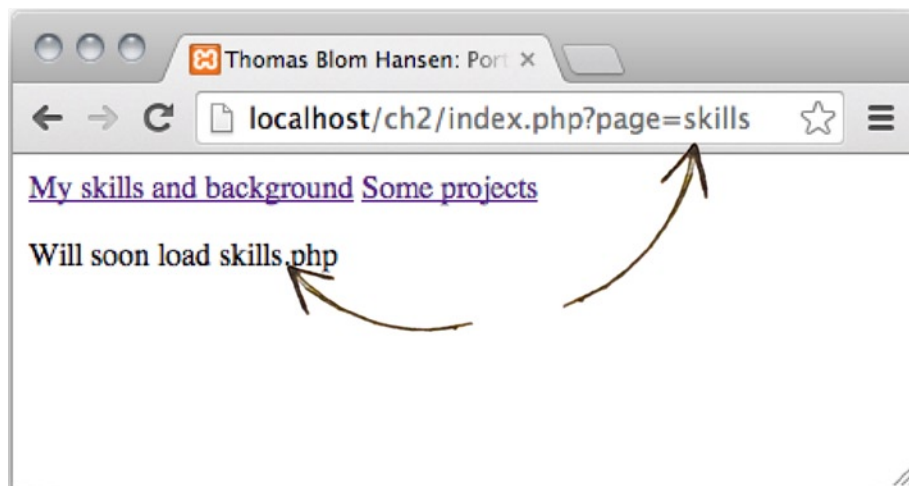 Thomas Blom Hansen: Port
localhost/ch2/index.php?page=skills
My skills and background Some projects
Will soon load skills.php